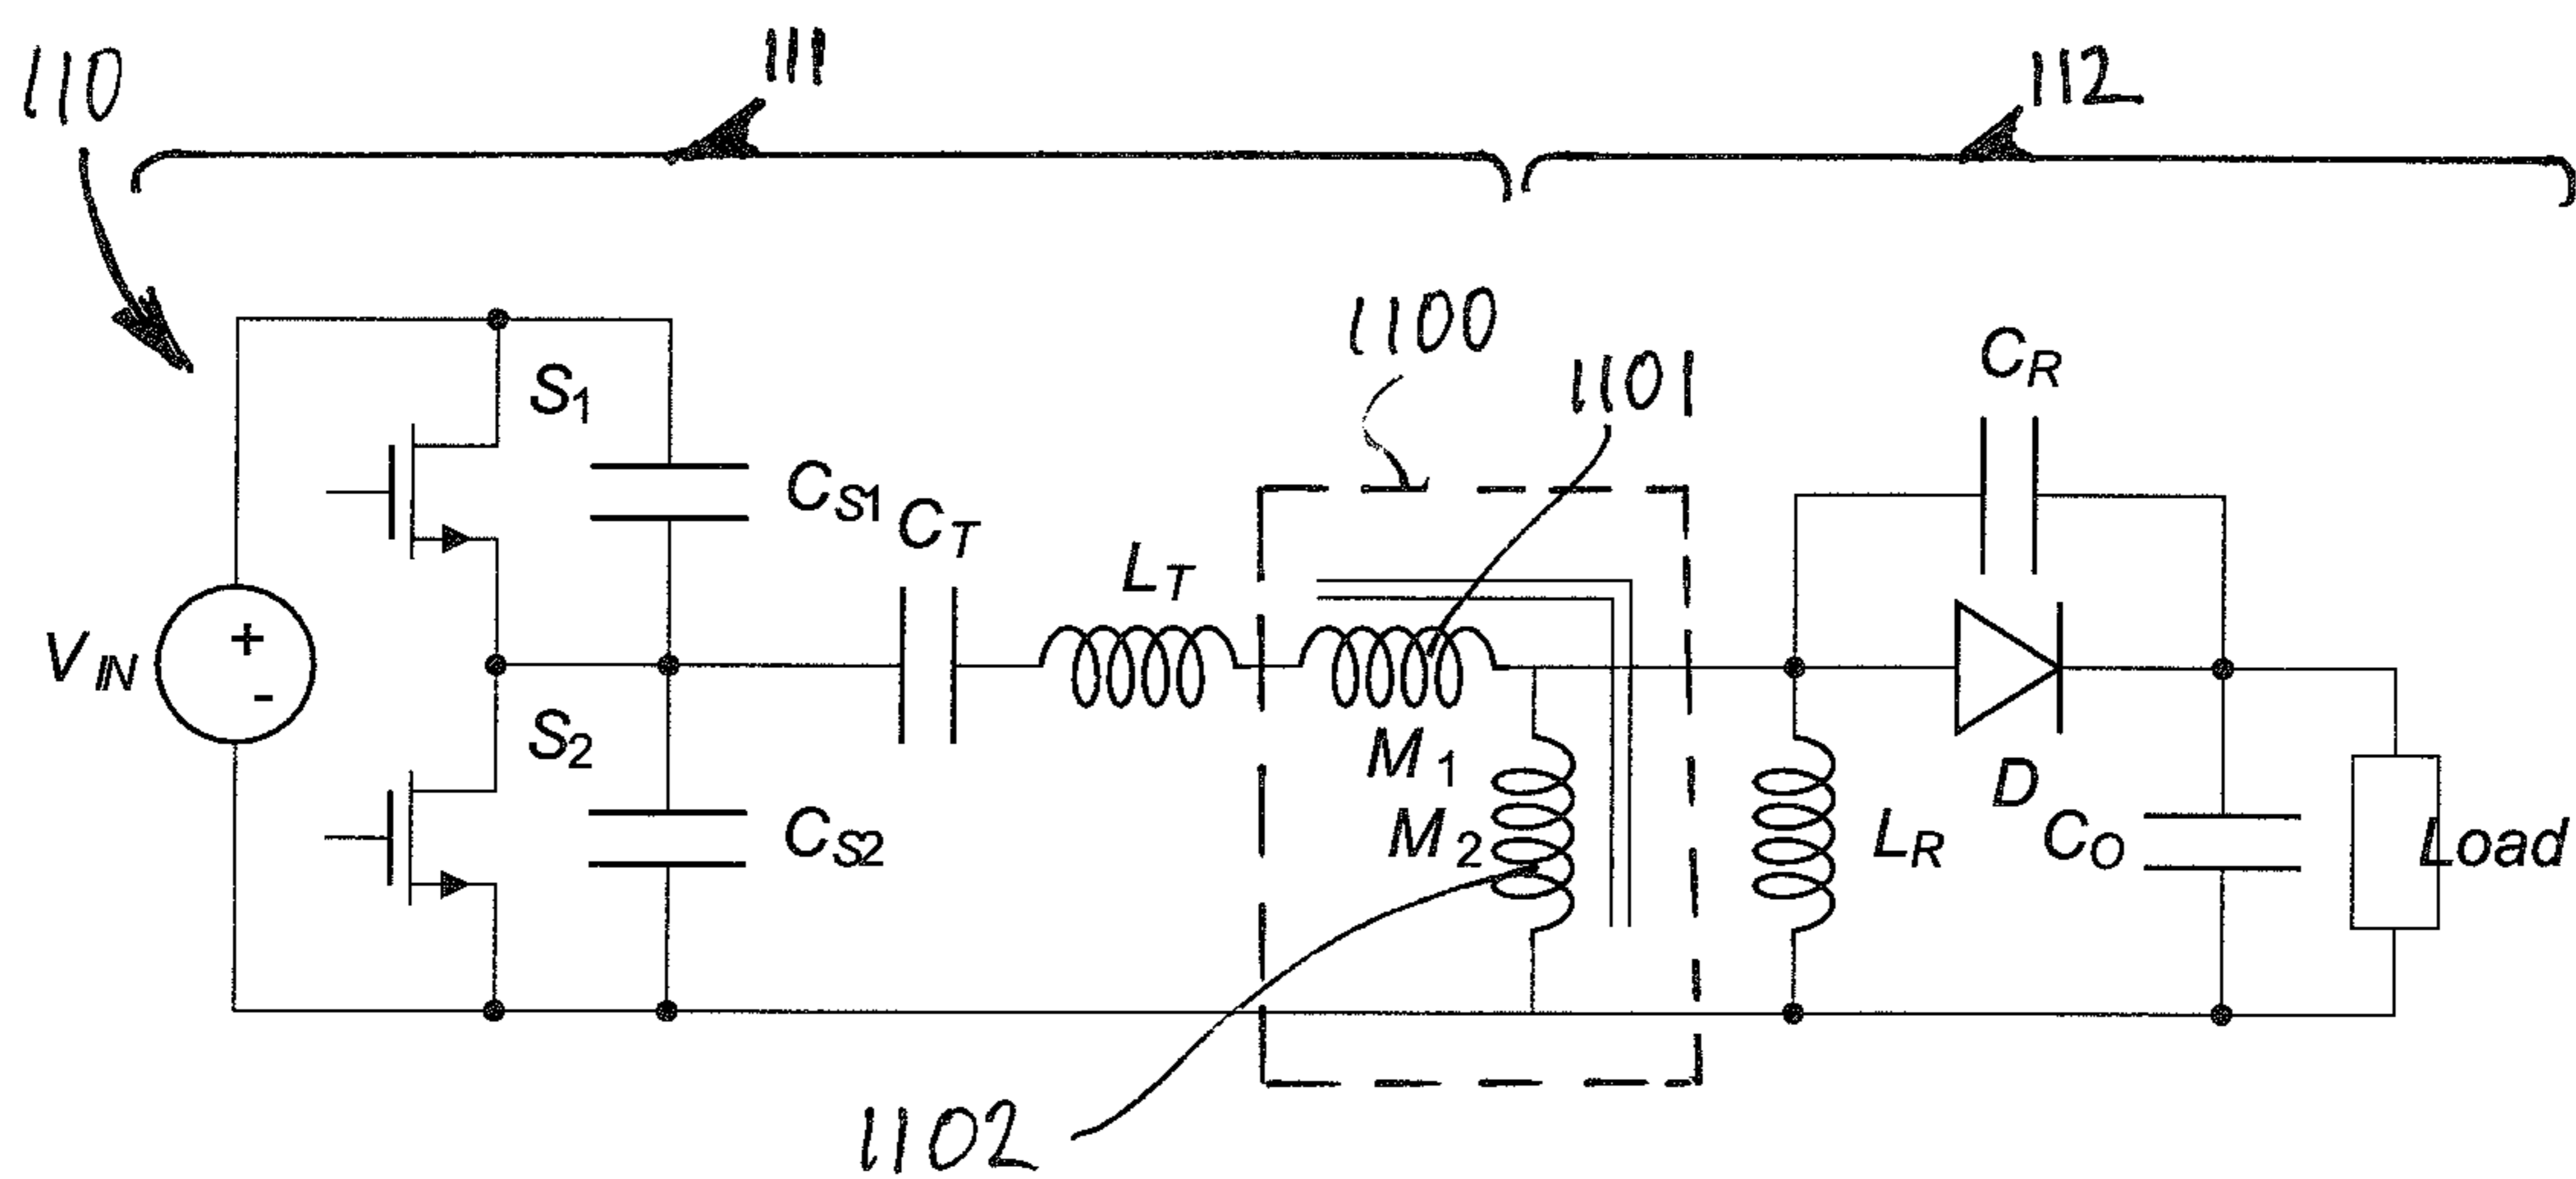 110
111
112
1100
1101
S1
CS1
CT
LT
CR
VIN
+
-
S2
CS2
M1
M2
LR
D
CO
Load
1102